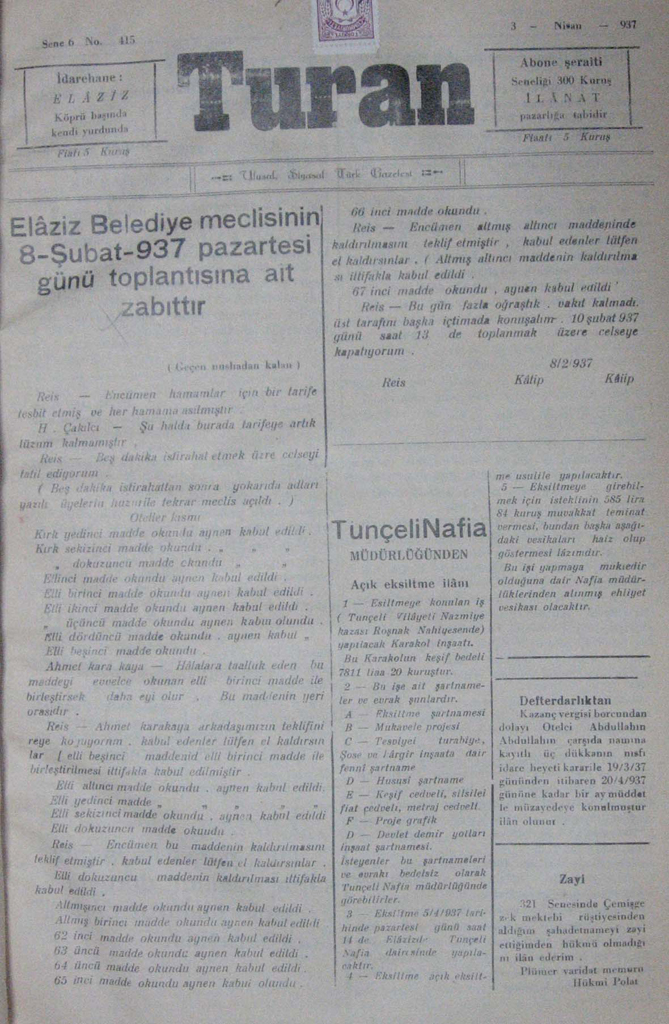 Sene 6 No. 415
3 — Nisan — 937
İdarehane :
ELÂZİZ
Köprü başında
kendi yurdunda
Fiatı 5 Kuruş
Turan
Abone şeraiti
Seneliği 300 Kuruş
İLÂNAT
pazarlığa tabidir
Fiaatı 5 Kuruş
Ulusal, Siyasal Türk Gazetesi
Elâziz Belediye meclisinin
8-Şubat-937 pazartesi
günü toplantısına ait
zabıttır
( Geçen nushadan kalan )
Reis — Encümen hamamlar için bir tarife
tesbit etmiş ve her hamama asılmıştır .
H . Çakılcı — Şu halda burada tarifeye artık
lüzum kalmamıştır .
Reis — Beş dakika istirahat etmek üzre celseyi
tatil ediyorum .
( Beş dakika istirahattan sonra yokarıda adları
yazılı üyelerin huzurile tekrar meclis açıldı . )
Oteller kısmı
Kırk yedinci madde okundu aynen kabul edildi .
Kırk sekizinci madde okundu . „ „ „
„ dokuzuncu madde okundu „ „ „
Ellinci madde okundu aynen kabul edildi .
Elli birinci madde okundu aynen kabul edildi .
Elli ikinci madde okundu aynen kabul edildi .
„ üçüncü madde okundu aynen kabu olundu .
Elli dördüncü madde okundu . aynen kabul „
Elli beşinci madde okundu .
Ahmet kara kaya — Hâlalara taalluk eden bu
maddeyi evvelce okunan elli birinci madde ile
birleştirsek daha eyi olur . Bu maddenin yeri
orasıdır .
Reis — Ahmet karakaya arkadaşımızın teklifini
reye koyuyorum . kabul edenler lütfen el kaldırsın
lar [ elli beşinci maddenid elli birinci madde ile
birleştirilmesi ittifakla kabul edilmiştir .
Elli altıncı madde okundu . aynen kabul edildi.
Elli yedinci madde „ „ „ „ „
Elli sekizinci madde okundu . aynen kabul edildi
Elli dokuzuncu madde okundu .
Reis — Encümen bu maddenin kaldırılmasını
teklif etmiştir . kabul edenler lütfen el kaldırsınlar .
Elli dokuzuncu maddenin kaldırılması ittifakla
kabul edildi .
Altmışıncı madde okundu aynen kabul edildi .
Altmış birinci madde okundu aynen kabul edildi
62 inci madde okundu aynen kabul edildi .
63 üncü madde okundu aynen kabul edildi .
64 üncü madde okundu aynen kabul edildi.
65 inci madde okundu aynen kabul olundu .
66 inci madde okundu .
Reis — Encümen altmış altıncı maddeninde
kaldırılmasını teklif etmiştir , kabul edenler lütfen
el kaldırsınlar . ( Altmış altıncı maddenin kaldırılma
sı ittifakla kabul edildi .
67 inci madde okundu , aynan kabul edildi '
Reis — Bu gün fazla oğraştık . vakıt kalmadı.
üst tarafını başka içtimada konuşalım . 10 şubat 937
günü saat 13 de toplanmak üzere celseye
kapalıyorum .
8/2/937
Reis Kâtip Kâtip
Tunçeli Nafia
MÜDÜRLÜĞÜNDEN
Açık eksiltme ilânı
1 — Esiltmeye konulan iş
( Tunçeli Vilâyeti Nazmiye
kazası Roşnak Nahiyesende)
yapılacak Karakol inşaatı.
Bu Karakolun keşif bedeli
7811 liaa 20 kuruştur.
2 — Bu işe ait şartname-
ler ve evrak şunlardır.
A — Eksiltme şartnamesi
B — Mukavele projesi
C — Tesviyei turabiye,
Şose ve kârgir inşaata dair
fenni şartname
D — Hususi şartname
E — Keşif cedveli, silsilei
fiat cedveli, metraj cedveli.
F — Proje grafik
D — Devlet demir yolları
inşaat şartnamesi.
İsteyenler bu şartnameleri
ve evrakı bedelsiz olarak
Tunçeli Nafia müdürlüğünde
görebilirler.
3 — Eksiltme 5/4/937 tari-
hinde pazartesi günü saat
14 de Elâzizde Tunçeli
Nafia dairesinde yapıla-
caktır.
4 — Eksiltme açık eksilt-
me usulile yapılacaktır.
5 — Eksiltmeye girebil-
mek için isteklinin 585 lira
84 kuruş muvakkat teminat
vermesi, bundan başka aşağı-
daki vesikaları haiz olup
göstermesi lâzımdır.
Bu işi yapmaya muktedir
olduğuna dair Nafia müdür-
lüklerinden alınmış ehliyet
vesikası olacaktır.
Defterdarlıktan
Kazanç vergisi borcundan
dolayı Otelci Abdullahın
Abdullahın çarşıda namına
kayıtlı üç dükkanın nısfı
idare heyeti kararile 19/3/37
gününden itibaren 20/4/937
gününe kadar bir ay müddet
le müzayedeye konulmuştur
ilân olunur .
Zayi
321 Senesinde Çemişge
zek mektebi rüştiyesinden
aldığım şahadetnameyi zayi
ettiğimden hükmü olmadığı
nı ilân ederim .
Plümer varidat memuru
Hükmi Polat